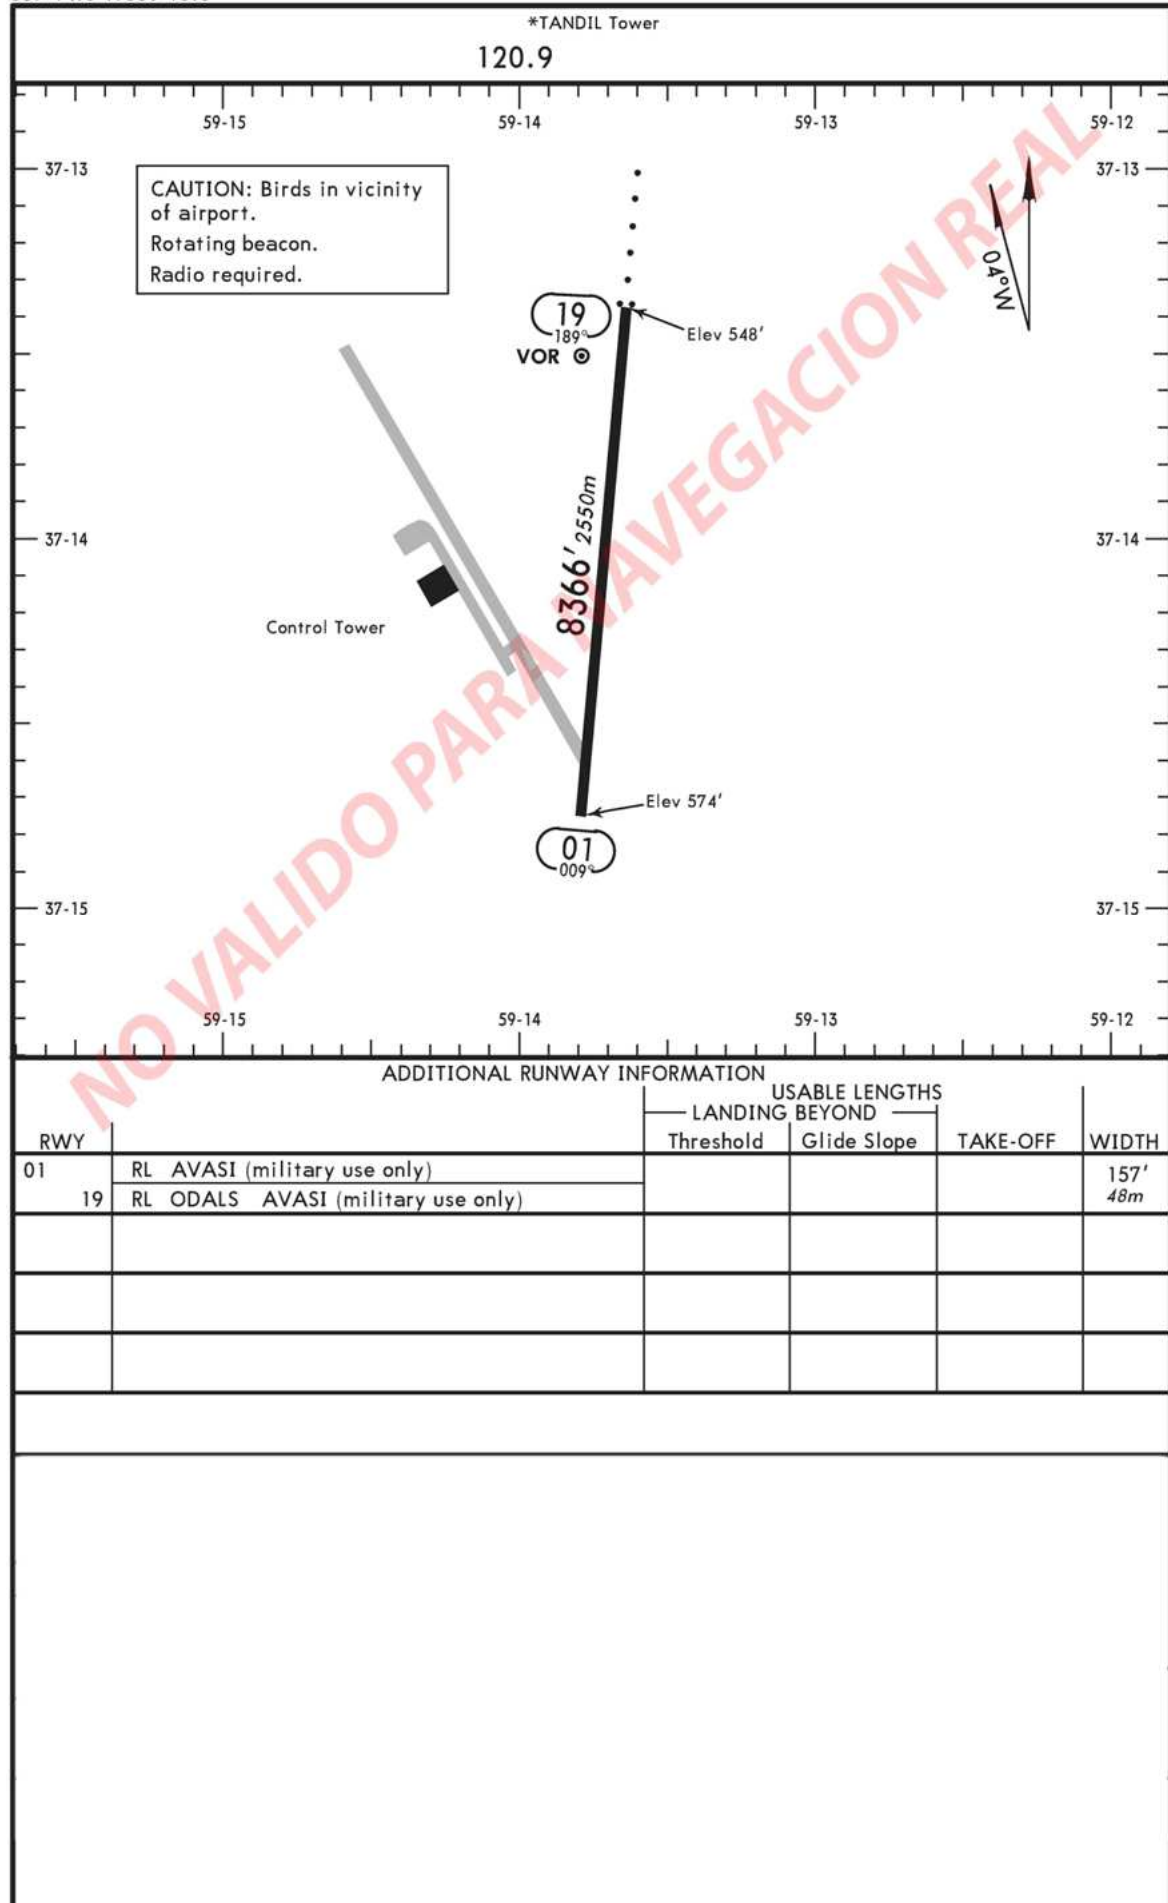 *TANDIL Tower
120.9
59-15 59-14 59-13 59-12
37-13 37-13
CAUTION: Birds in vicinity
of airport.
Rotating beacon.
Radio required.
04°W
19
189°
Elev 548'
VOR
8366' 2550m
37-14 37-14
Control Tower
Elev 574'
01
009°
37-15 37-15
59-15 59-14 59-13 59-12
NO VALIDO PARA NAVEGACION REAL
ADDITIONAL RUNWAY INFORMATION
USABLE LENGTHS
LANDING BEYOND
RWY Threshold Glide Slope TAKE-OFF WIDTH
01 RL AVASI (military use only) 157'
19 RL ODALS AVASI (military use only) 48m